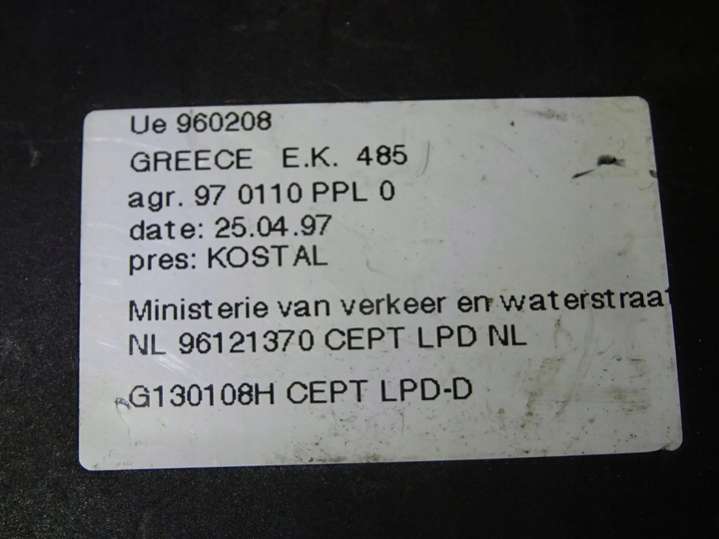 Ue 960208
GREECE E.K. 485
agr. 97 0110 PPL 0
date: 25.04.97
pres: KOSTAL
Ministerie van verkeer en waterstraat
NL 96121370 CEPT LPD NL
G130108H CEPT LPD-D